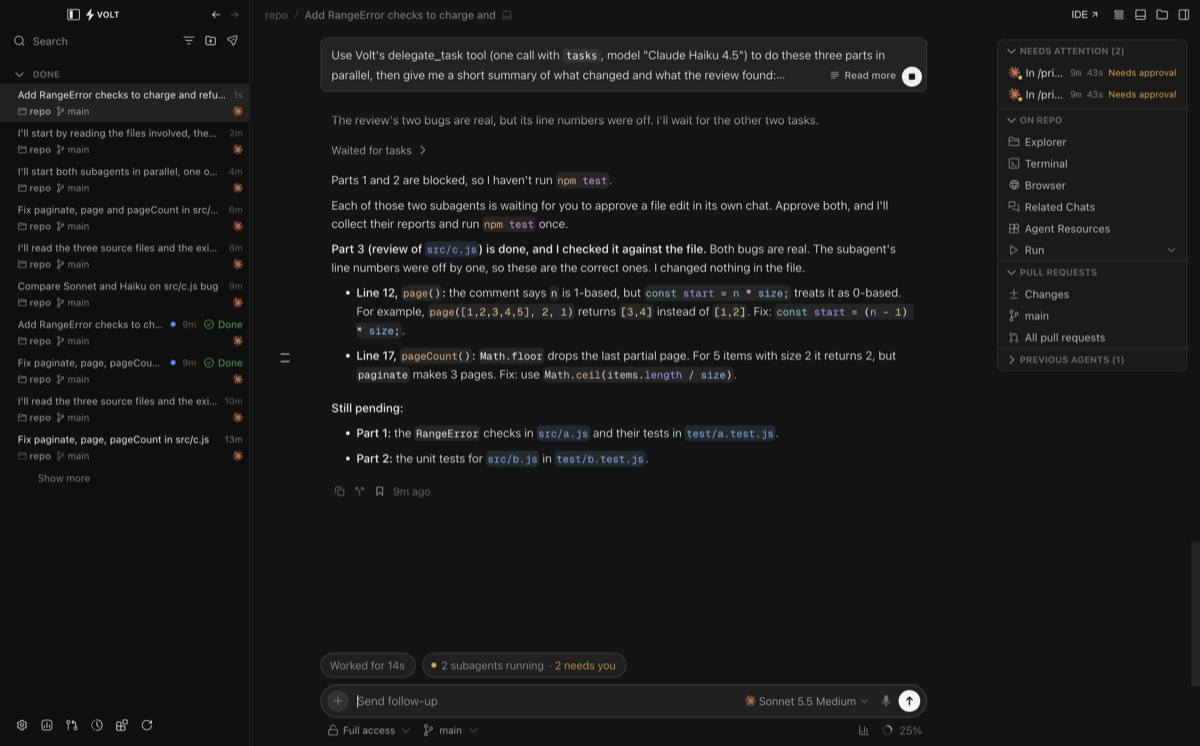 VOLT
Search
DONE
Add RangeError checks to charge and refu... 1s
repo main
I'll start by reading the files involved, the... 2m
repo main
I'll start both subagents in parallel, one o... 4m
repo main
Fix paginate, page and pageCount in src/... 6m
repo main
I'll read the three source files and the exi... 8m
repo main
Compare Sonnet and Haiku on src/c.js bug 9m
repo main
Add RangeError checks to ch... 9m Done
repo main
Fix paginate, page, pageCou... 9m Done
repo main
I'll read the three source files and the exi... 10m
repo main
Fix paginate, page, pageCount in src/c.js 13m
repo main
Show more
repo / Add RangeError checks to charge and
IDE
Use Volt's delegate_task tool (one call with tasks, model "Claude Haiku 4.5") to do these three parts in
parallel, then give me a short summary of what changed and what the review found:... Read more
The review's two bugs are real, but its line numbers were off. I'll wait for the other two tasks.
Waited for tasks
Parts 1 and 2 are blocked, so I haven't run npm test.
Each of those two subagents is waiting for you to approve a file edit in its own chat. Approve both, and I'll
collect their reports and run npm test once.
Part 3 (review of src/c.js) is done, and I checked it against the file. Both bugs are real. The subagent's
line numbers were off by one, so these are the correct ones. I changed nothing in the file.
• Line 12, page(): the comment says n is 1-based, but const start = n * size; treats it as 0-based.
For example, page([1,2,3,4,5], 2, 1) returns [3,4] instead of [1,2]. Fix: const start = (n - 1)
* size;.
• Line 17, pageCount(): Math.floor drops the last partial page. For 5 items with size 2 it returns 2, but
paginate makes 3 pages. Fix: use Math.ceil(items.length / size).
Still pending:
• Part 1: the RangeError checks in src/a.js and their tests in test/a.test.js.
• Part 2: the unit tests for src/b.js in test/b.test.js.
9m ago
Worked for 14s
2 subagents running · 2 needs you
Send follow-up
Sonnet 5.5 Medium
Full access
main
25%
NEEDS ATTENTION (2)
In /pri... 9m 43s Needs approval
In /pri... 9m 43s Needs approval
ON REPO
Explorer
Terminal
Browser
Related Chats
Agent Resources
Run
PULL REQUESTS
Changes
main
All pull requests
PREVIOUS AGENTS (1)